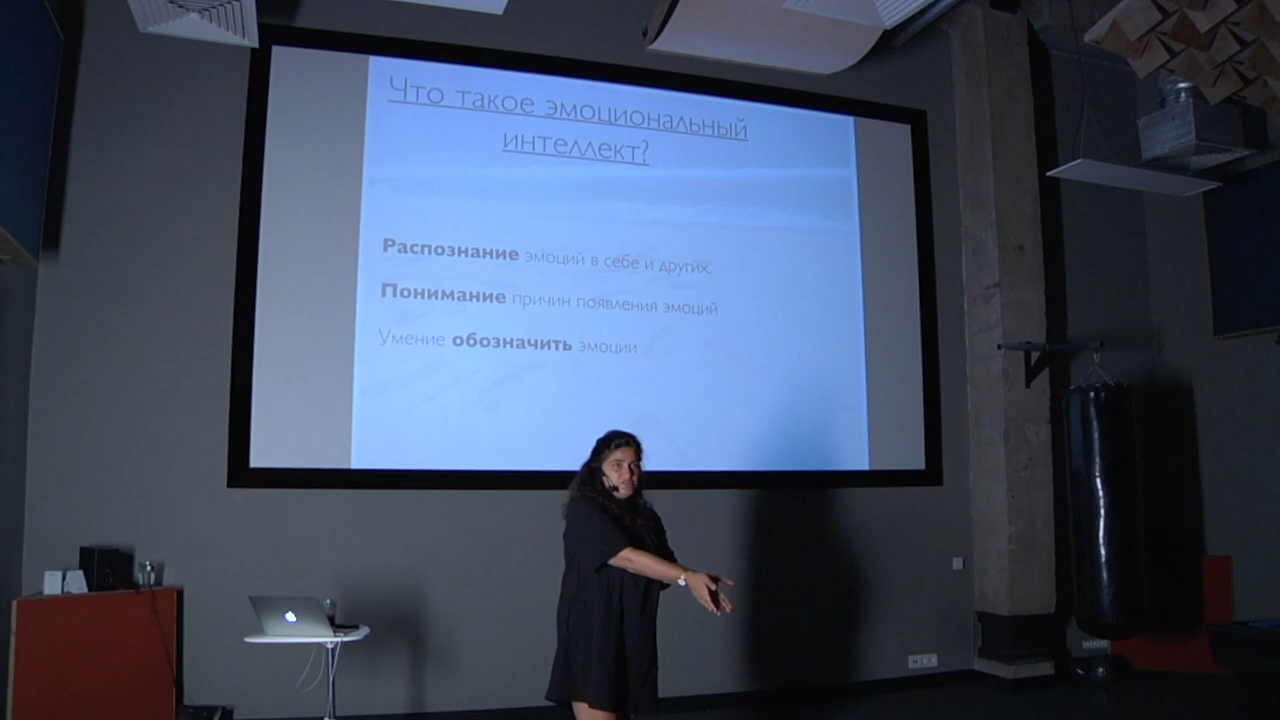 Что такое эмоциональный
интеллект?
Распознание эмоций в себе и других.
Понимание причин появления эмоций
Умение обозначить эмоции